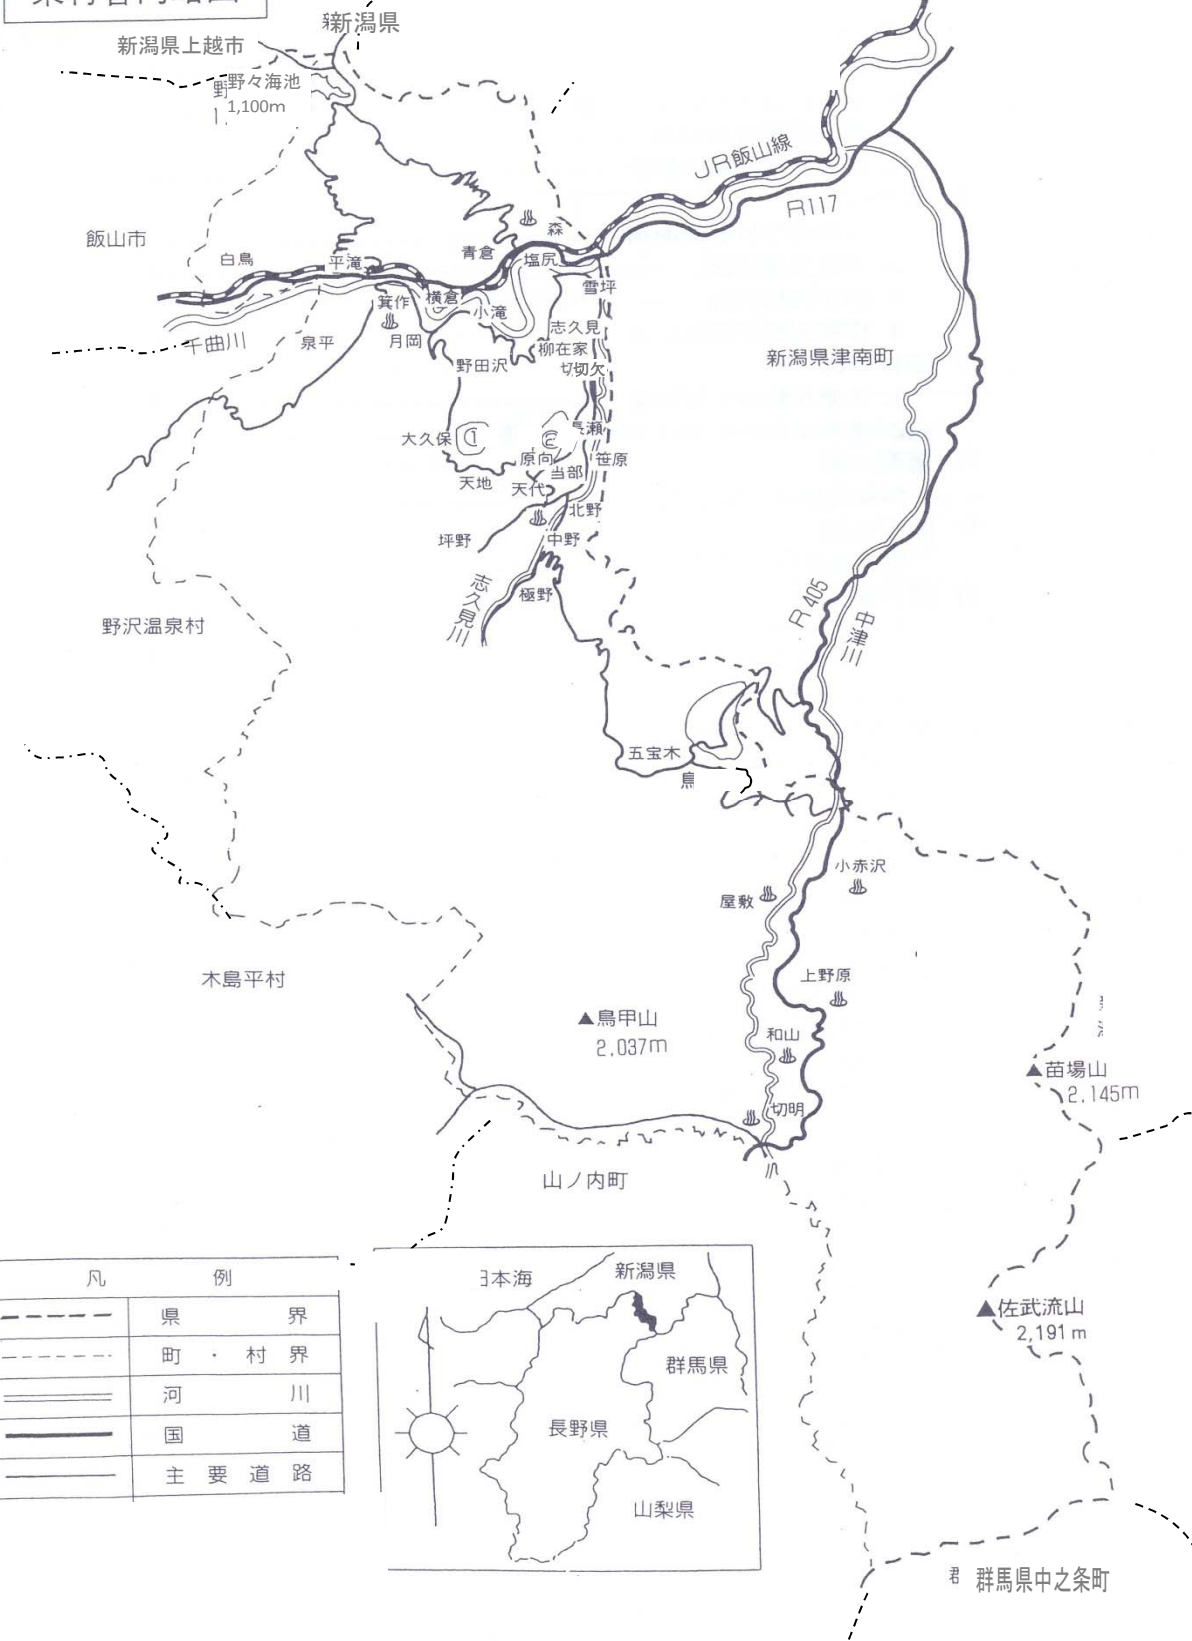 新潟県
新潟県上越市
野々海池
1,100m
JR飯山線
R117
飯山市
白鳥
平滝
青倉
森
塩尻
雪坪
箕作
横倉
小滝
志久見
千曲川
泉平
月岡
柳在家
新潟県津南町
野田沢
切欠
大久保
1
2
長瀬
原向
笹原
当部
天地
天代
北野
坪野
中野
志久見川
極野
R405
中津川
野沢温泉村
五宝木
小赤沢
屋敷
木島平村
上野原
▲鳥甲山
2,037m
和山
▲苗場山
2.145m
切明
山ノ内町
凡 例
県 界
町・村界
河 川
国 道
主要道路
日本海
新潟県
群馬県
長野県
山梨県
▲佐武流山
2,191m
群馬県中之条町